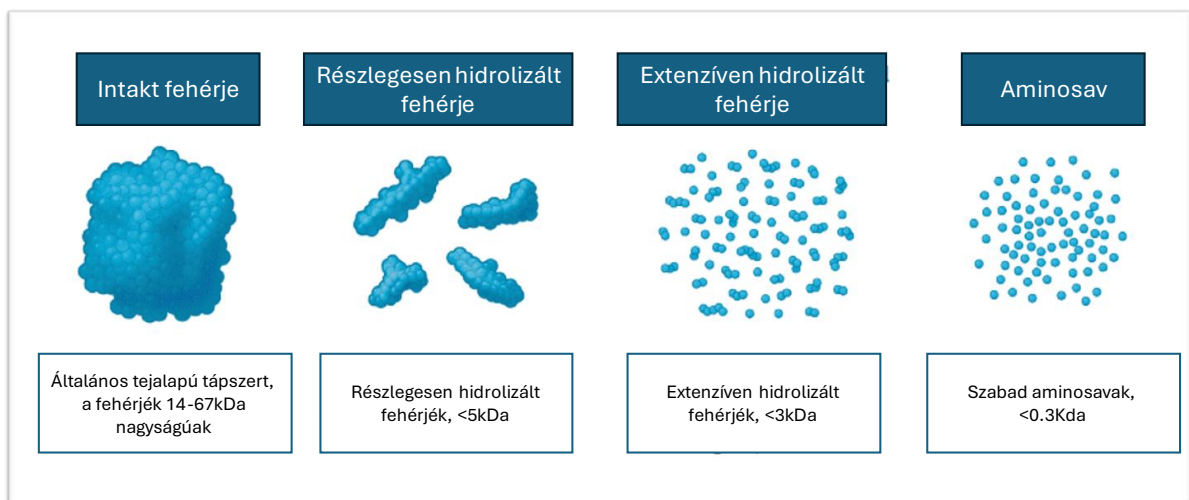 Intakt fehérje
Részlegesen hidrolizált
fehérje
Extenzíven hidrolizált
fehérje
Aminosav
Általános tejalapú tápszert,
a fehérjék 14-67kDa
nagyságúak
Részlegesen hidrolizált
fehérjék, <5kDa
Extenzíven hidrolizált
fehérjék, <3kDa
Szabad aminosavak,
<0.3Kda